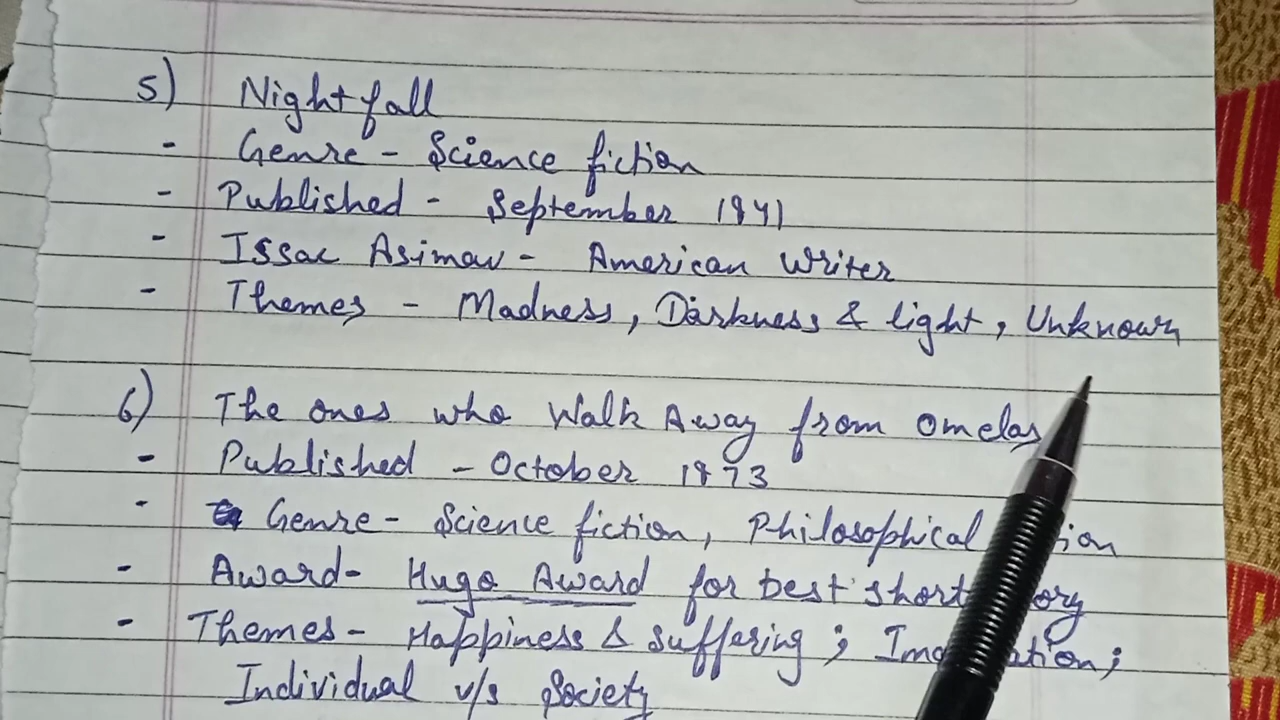 5) Nightfall
- Genre - Science fiction
- Published - September 1941
- Issac Asimov - American Writer
- Themes - Madness, Darkness & light, Unknown
6) The ones who Walk Away from Omelas
- Published - October 1973
- Genre - Science fiction, Philosophical
- Award - Hugo Award for best short
- Themes - Happiness & suffering ; ;
Individual v/s Society